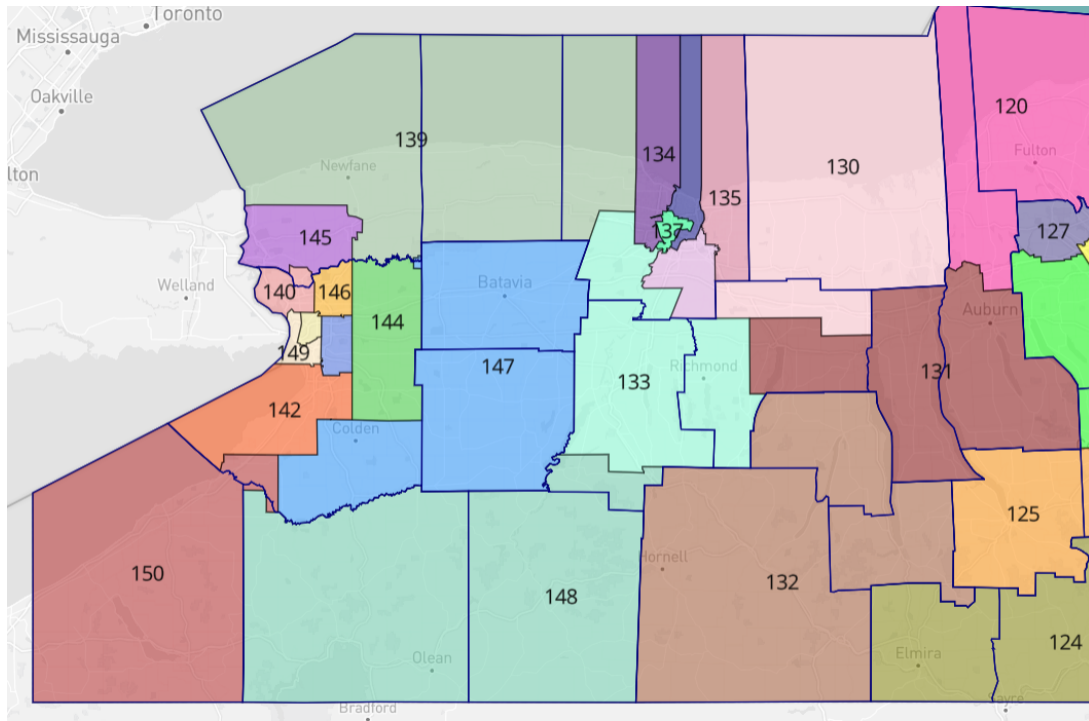 Toronto
Mississauga
Oakville
lton
120
Fulton
139
134
130
Newfane
135
127
145
137
Welland
140
146
Batavia
144
Auburn
149
147
133
Richmond
131
142
Colden
125
Hornell
150
132
148
124
Olean
Elmira
Sayre
Bradford